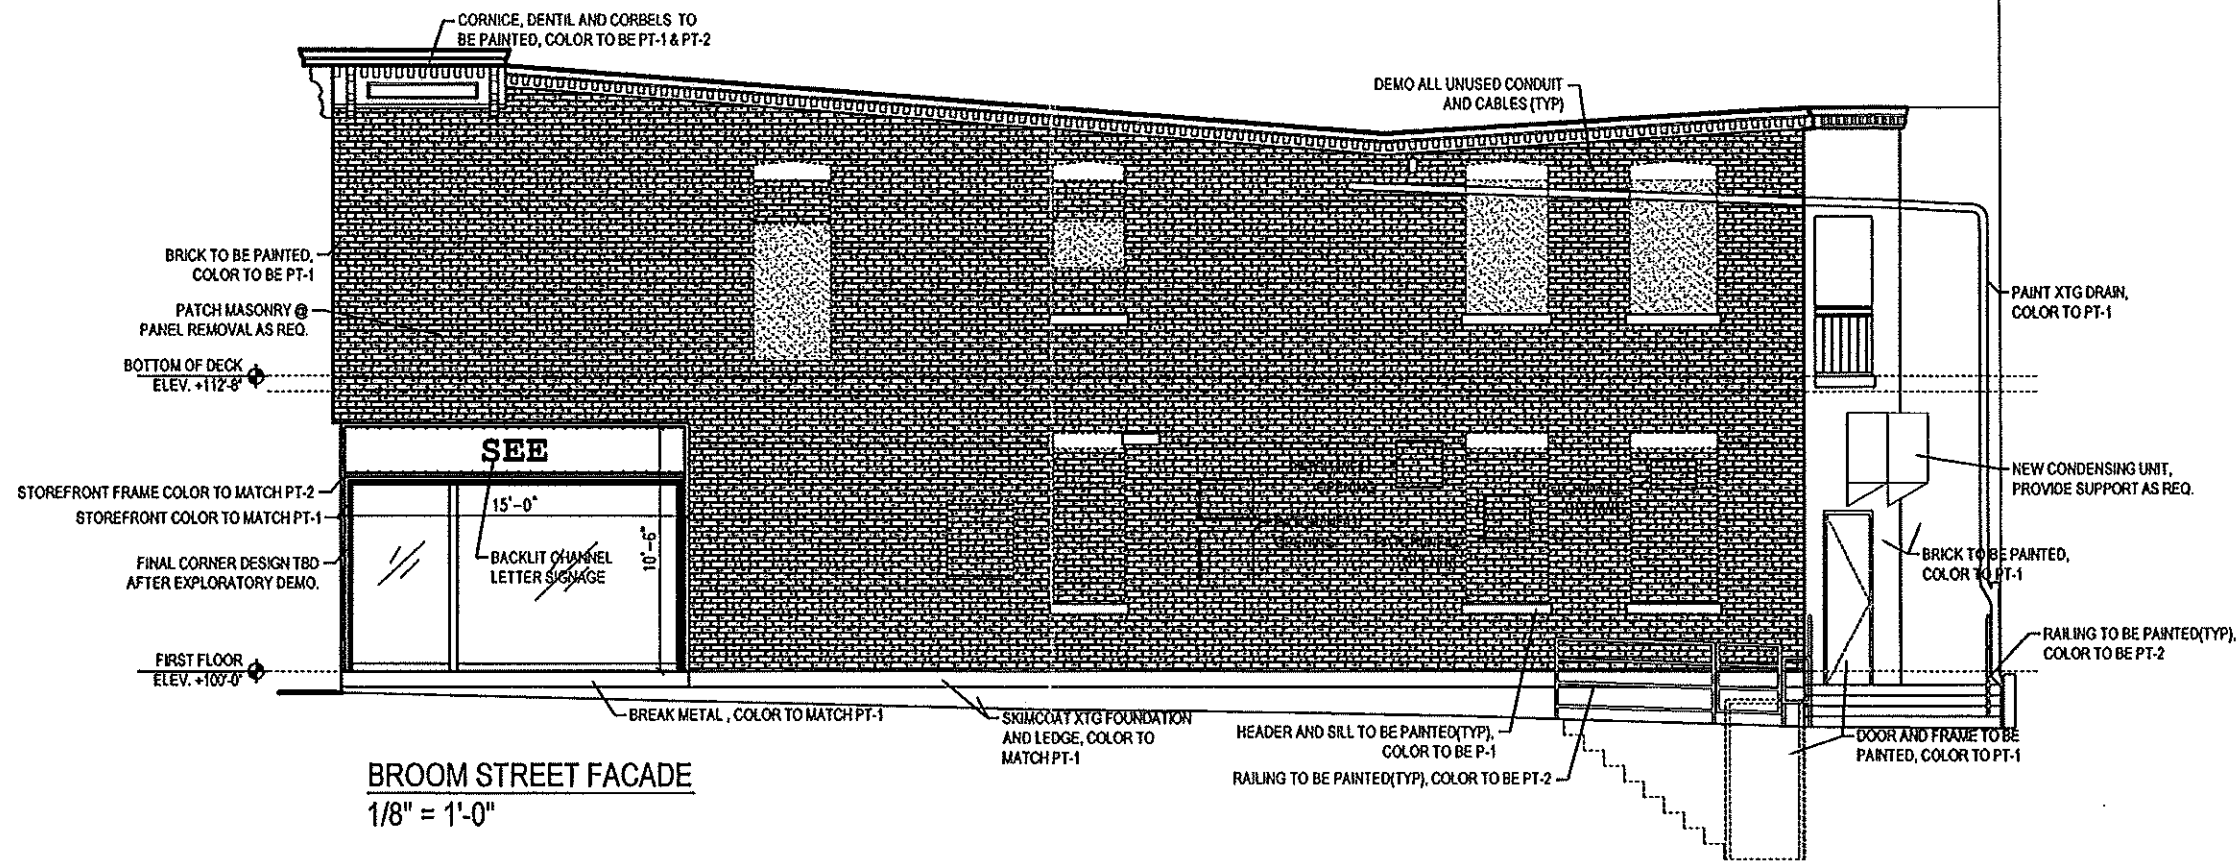 CORNICE, DENTIL AND CORBELS TO
BE PAINTED, COLOR TO BE PT-1 & PT-2
DEMO ALL UNUSED CONDUIT
AND CABLES (TYP)
BRICK TO BE PAINTED,
COLOR TO BE PT-1
PATCH MASONRY @
PANEL REMOVAL AS REQ.
BOTTOM OF DECK
ELEV. +112'-8"
PAINT XTG DRAIN,
COLOR TO PT-1
SEE
STOREFRONT FRAME COLOR TO MATCH PT-2
STOREFRONT COLOR TO MATCH PT-1
15'-0"
10'-6"
BACKLIT CHANNEL
LETTER SIGNAGE
FINAL CORNER DESIGN TBD
AFTER EXPLORATORY DEMO.
OPENING
NEW CONDENSING UNIT,
PROVIDE SUPPORT AS REQ.
BRICK TO BE PAINTED,
COLOR TO PT-1
FIRST FLOOR
ELEV. +100'-0"
RAILING TO BE PAINTED(TYP),
COLOR TO BE PT-2
BREAK METAL , COLOR TO MATCH PT-1
SKIMCOAT XTG FOUNDATION
AND LEDGE, COLOR TO
MATCH PT-1
HEADER AND SILL TO BE PAINTED(TYP),
COLOR TO BE P-1
RAILING TO BE PAINTED(TYP), COLOR TO BE PT-2
DOOR AND FRAME TO BE
PAINTED, COLOR TO PT-1
BROOM STREET FACADE
1/8" = 1'-0"